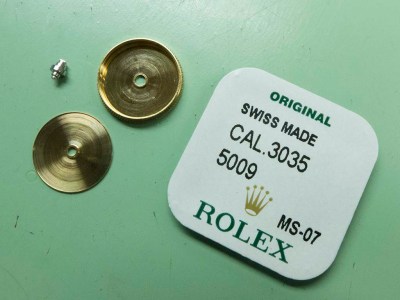 ORIGINAL
SWISS MADE
CAL.3035
5009
ROLEX
MS-07